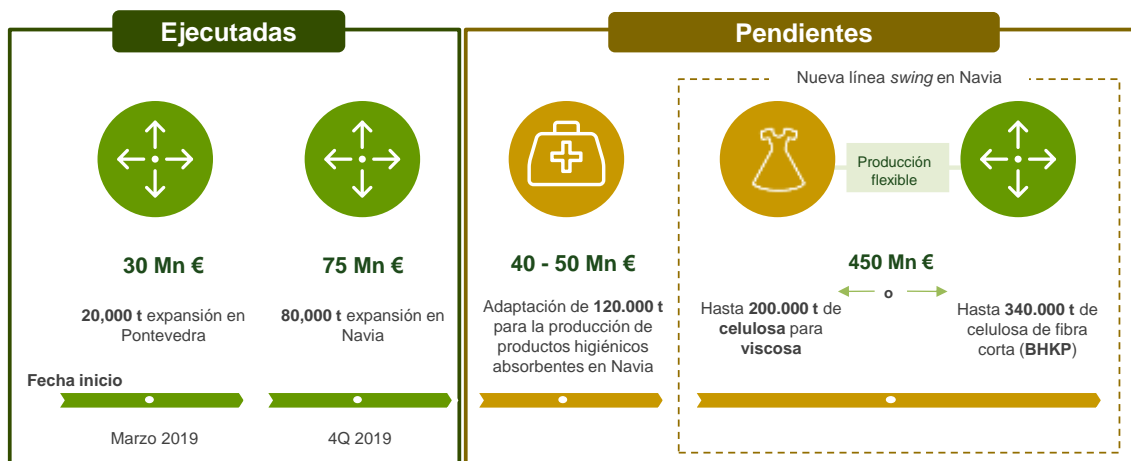 Ejecutadas
Pendientes
Nueva línea swing en Navia
Producción
flexible
30 Mn €
75 Mn €
40 - 50 Mn €
450 Mn €
20,000 t expansión en
Pontevedra
80,000 t expansión en
Navia
Adaptación de 120.000 t
para la producción de
productos higiénicos
absorbentes en Navia
Hasta 200.000 t de
celulosa para
viscosa
o
Hasta 340.000 t de
celulosa de fibra
corta (BHKP)
Fecha inicio
Marzo 2019
4Q 2019